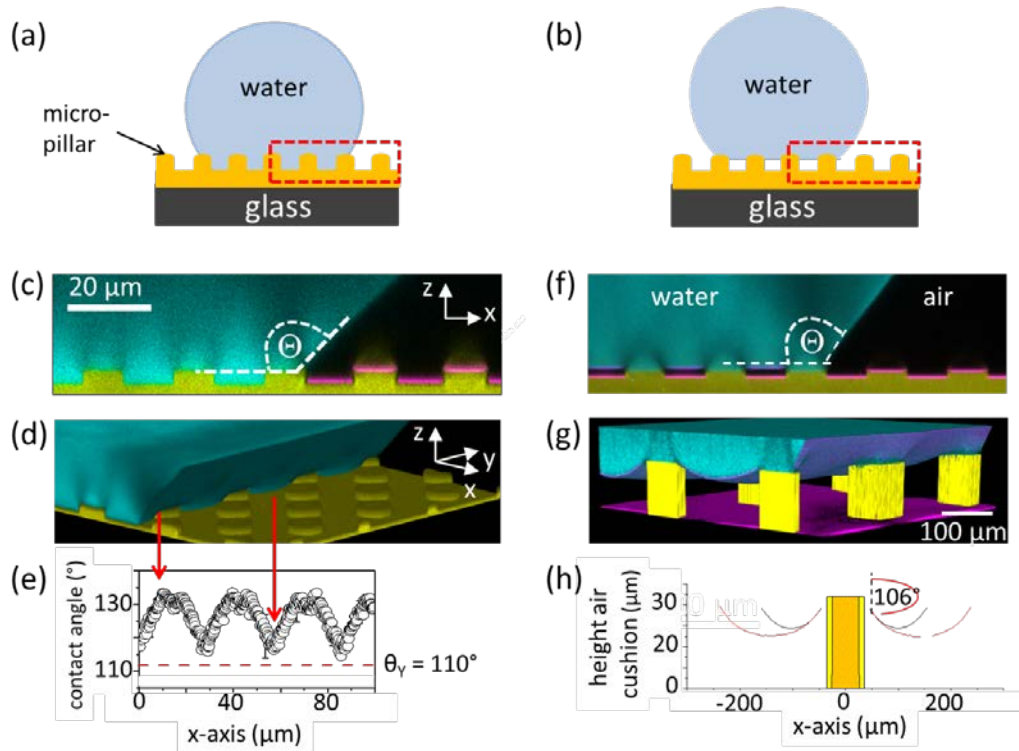 (a)
water
micro-
pillar
glass
(b)
water
glass
(c)
20 μm
z
x
Θ
(f)
water
air
Θ
(d)
z
y
x
(g)
100 μm
(e)
contact angle (°)
130
110
0
40
80
x-axis (μm)
θY = 110°
(h)
height air
cushion (μm)
30
20
0
106°
-200
0
200
x-axis (μm)